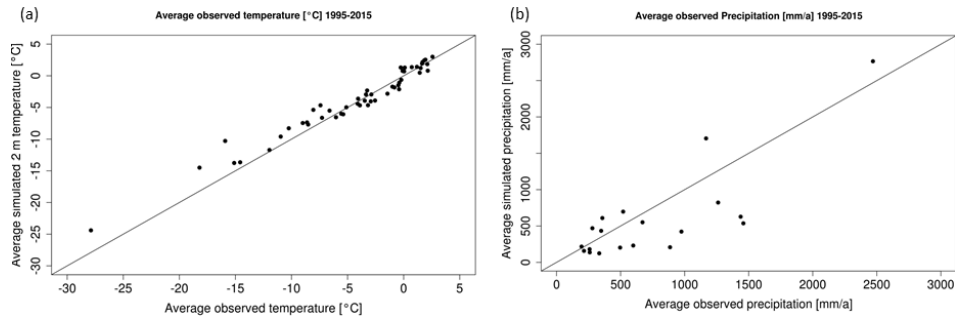 (a)
Average observed temperature [°C] 1995-2015
Average simulated 2 m temperature [°C]
5
0
-5
-10
-15
-20
-25
-30
-30 -25 -20 -15 -10 -5 0 5
Average observed temperature [°C]
(b)
Average observed Precipitation [mm/a] 1995-2015
Average simulated precipitation [mm/a]
3000
2000
1000
500
0
0 500 1000 1500 2000 2500 3000
Average observed precipitation [mm/a]